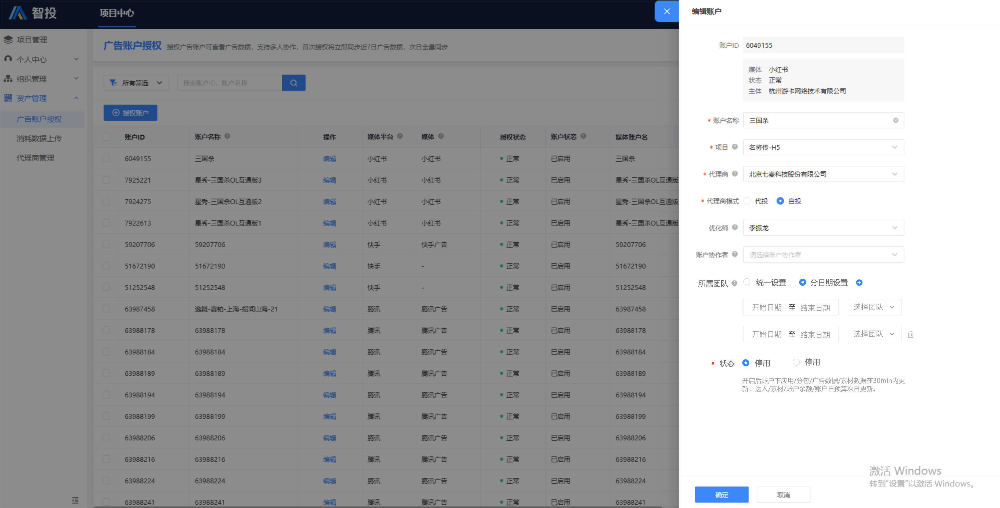 智投
项目中心
项目管理
个人中心
组织管理
资产管理
广告账户授权
消耗数据上传
代理商管理
广告账户授权 授权广告账户可查看广告数据，支持多人协作，首次授权将立即同步近7日广告数据，次日全量同步
所有筛选 搜索账户ID、账户名称
授权账户
账户ID 账户名称 操作 媒体平台 媒体 授权状态 账户状态 媒体账户名
6049155 三国杀 编辑 小红书 小红书 正常 已启用 三国杀
7925221 星秀-三国杀OL互通版3 编辑 小红书 小红书 正常 已启用 星秀-三国杀OL互通版
7924275 星秀-三国杀OL互通版2 编辑 小红书 小红书 正常 已启用 星秀-三国杀OL互通版
7922613 星秀-三国杀OL互通版1 编辑 小红书 小红书 正常 已启用 星秀-三国杀OL互通版
59207706 59207706 编辑 快手 快手广告 正常 已启用 59207706
51672190 51672190 编辑 快手 - 正常 已启用 51672190
51252548 51252548 编辑 快手 - 正常 已启用 51252548
63987458 逸舞-赛铂-上海-指间山海-21 编辑 腾讯 腾讯广告 正常 已启用 63987458
63988178 63988178 编辑 腾讯 腾讯广告 正常 已启用 63988178
63988184 63988184 编辑 腾讯 腾讯广告 正常 已启用 63988184
63988189 63988189 编辑 腾讯 腾讯广告 正常 已启用 63988189
63988194 63988194 编辑 腾讯 腾讯广告 正常 已启用 63988194
63988199 63988199 编辑 腾讯 腾讯广告 正常 已启用 63988199
63988206 63988206 编辑 腾讯 腾讯广告 正常 已启用 63988206
63988216 63988216 编辑 腾讯 腾讯广告 正常 已启用 63988216
63988224 63988224 编辑 腾讯 腾讯广告 正常 已启用 63988224
63988241 63988241 编辑 腾讯 腾讯广告 正常 已启用 63988241
编辑账户
账户ID 6049155
媒体 小红书
状态 正常
主体 杭州游卡网络技术有限公司
* 账户名称 三国杀
* 项目 名将传-H5
* 代理商 北京七麦科技股份有限公司
* 代理商模式 代投 自投
优化师 李振龙
账户协作者 请选择账户协作者
所属团队 统一设置 分日期设置
开始日期 至 结束日期 选择团队
开始日期 至 结束日期 选择团队
状态 停用 停用
开启后账户下应用/分包/广告数据/素材数据在30min内更
新，达人/素材/账户余额/账户日预算次日更新。
激活 Windows
转到"设置"以激活 Windows。
确定 取消